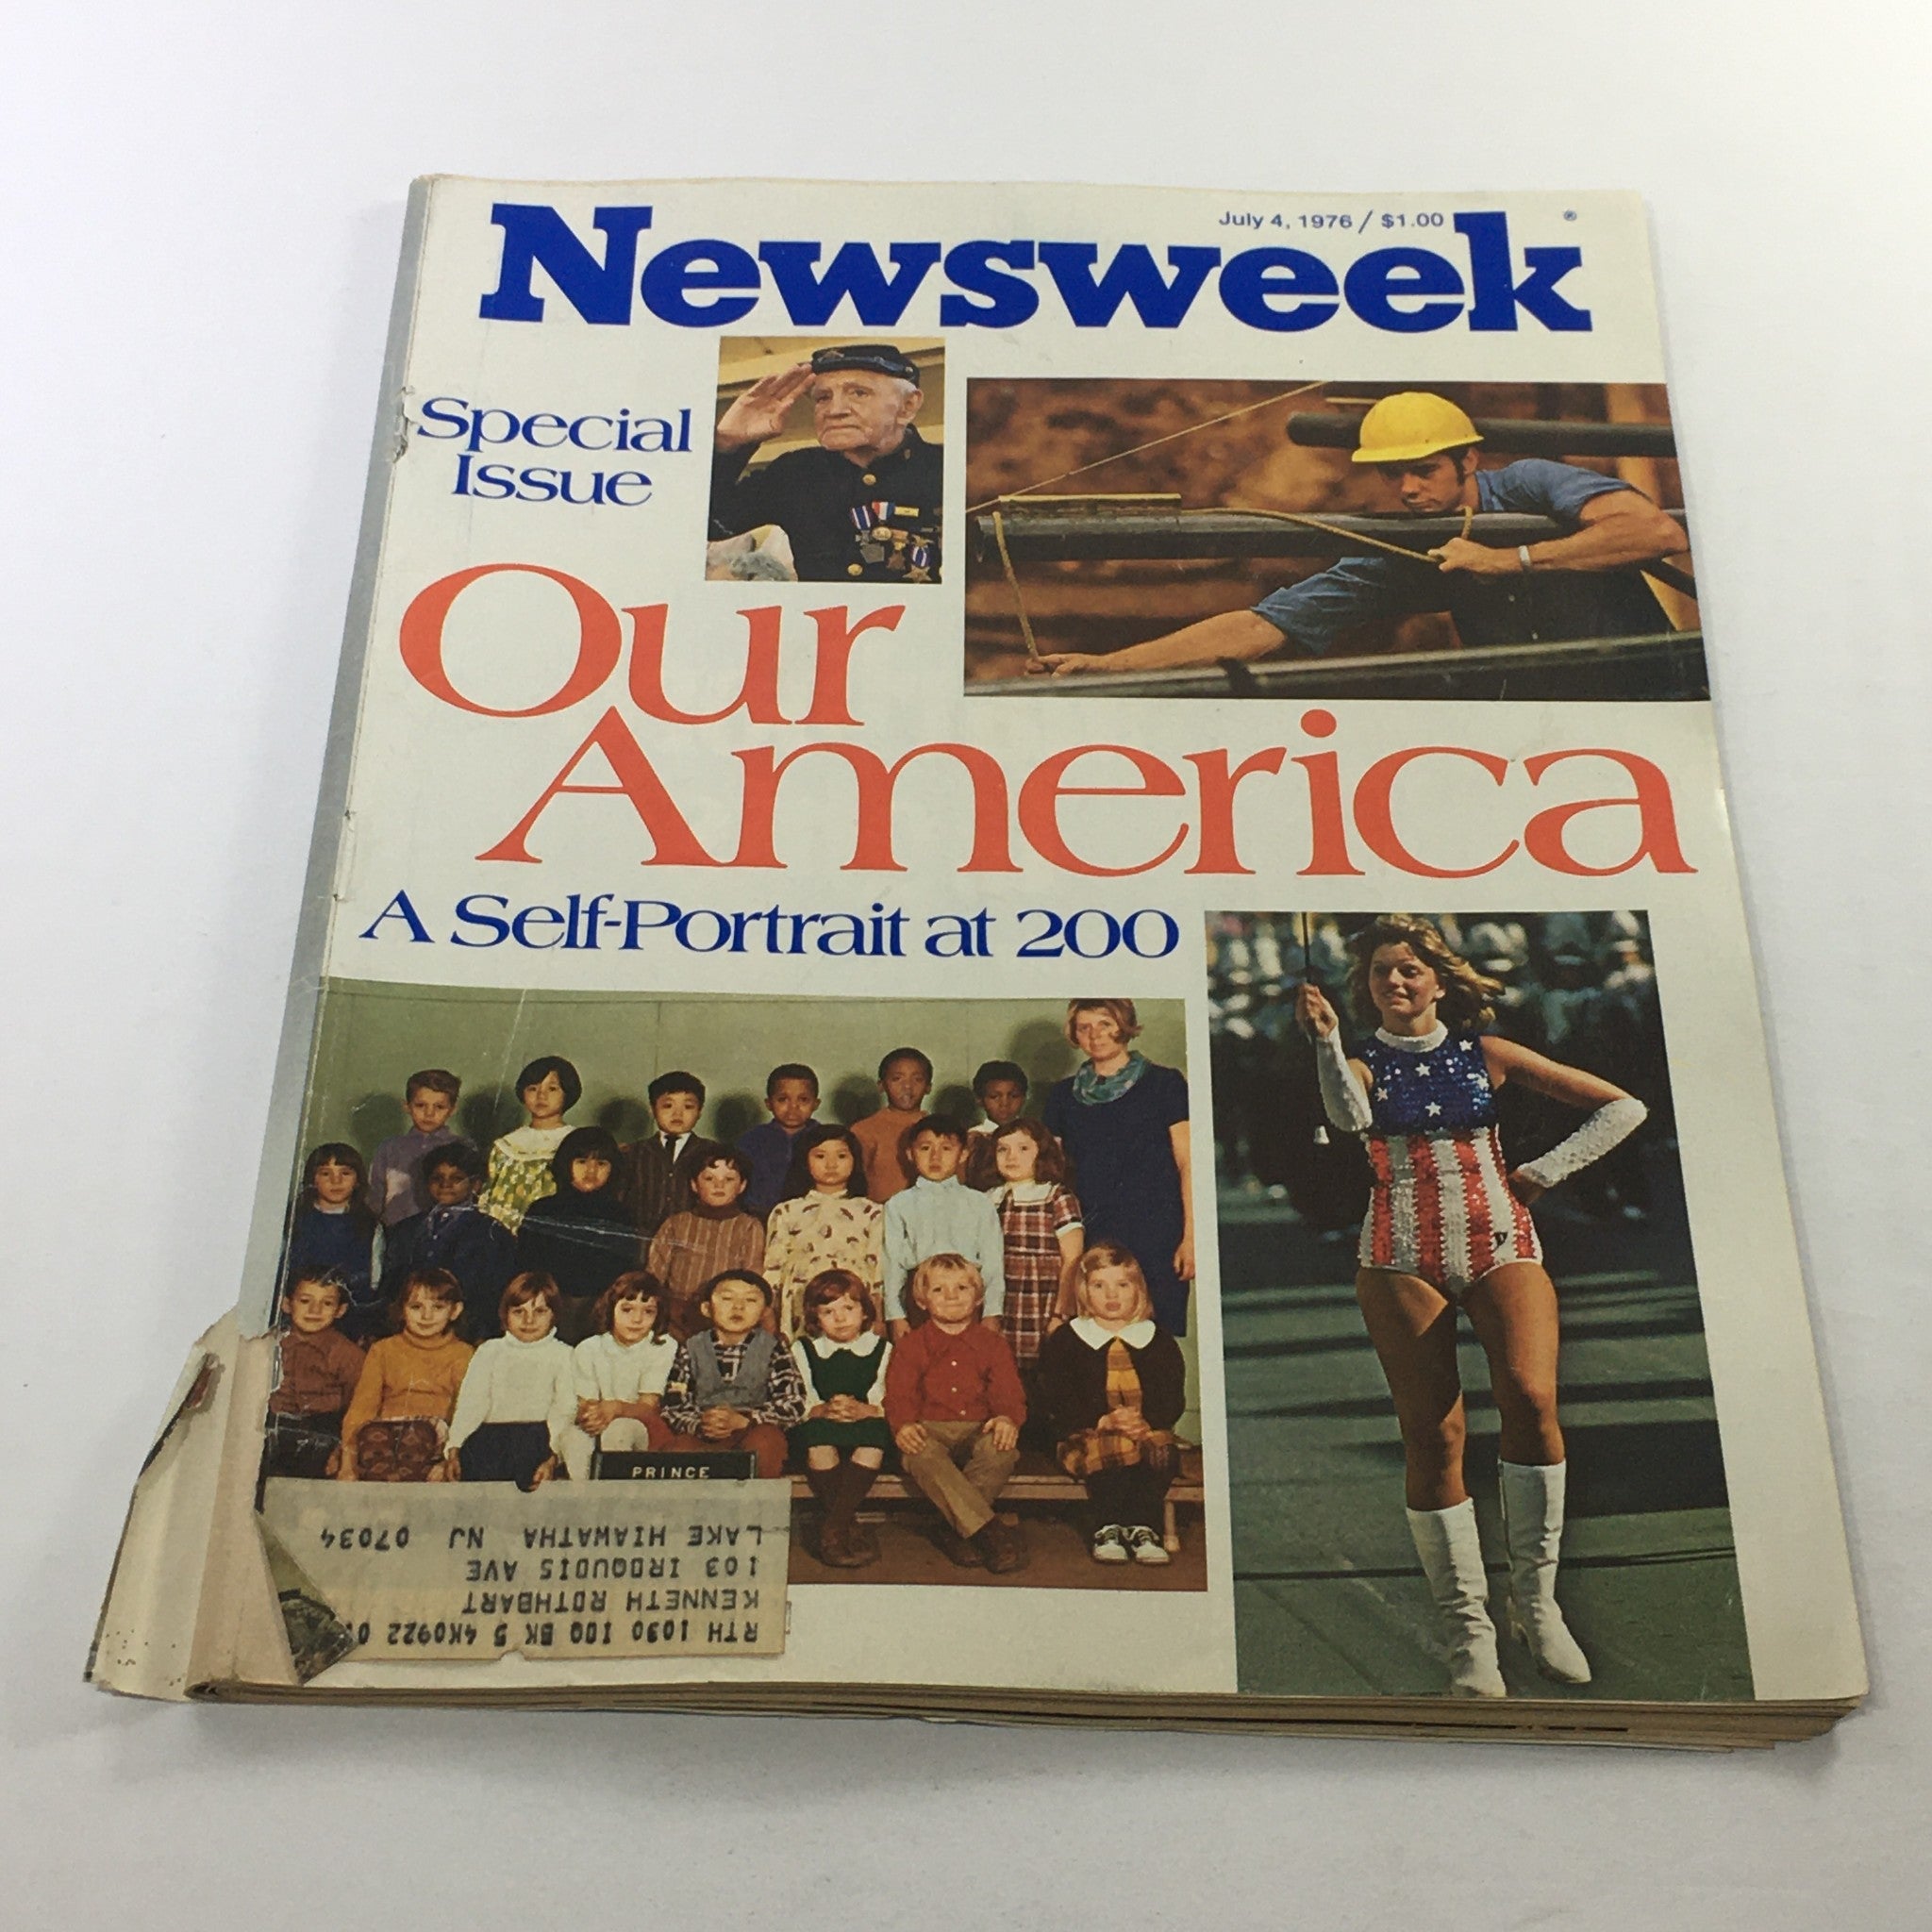 July 4, 1976 / $1.00
Newsweek®
Special
Issue
Our
America
A Self-Portrait at 200
PRINCE
RTH 1030 IOQ BK 5 4K0922
KENNETH ROTHBART
103 IROQUOIS AVE
LAKE HIAWATHA NJ 07034